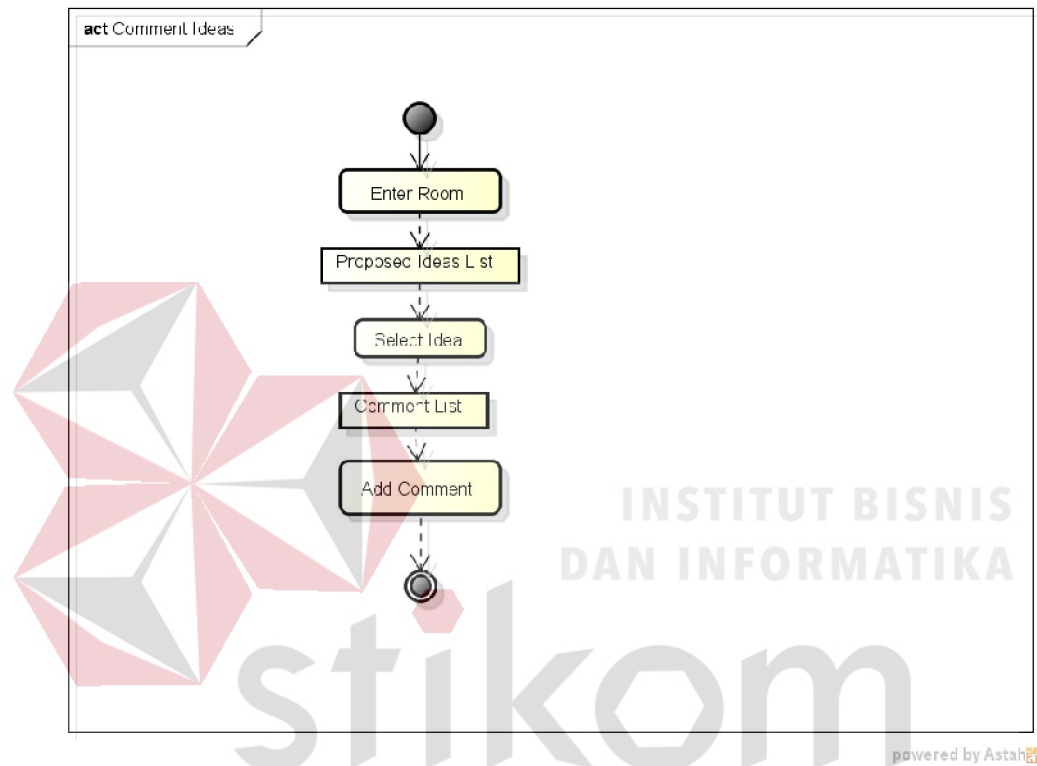 act Comment Ideas
Enter Room
Proposed Ideas List
Select Idea
Comment List
Add Comment
INSTITUT BISNIS
DAN INFORMATIKA
stikom
powered by Astah